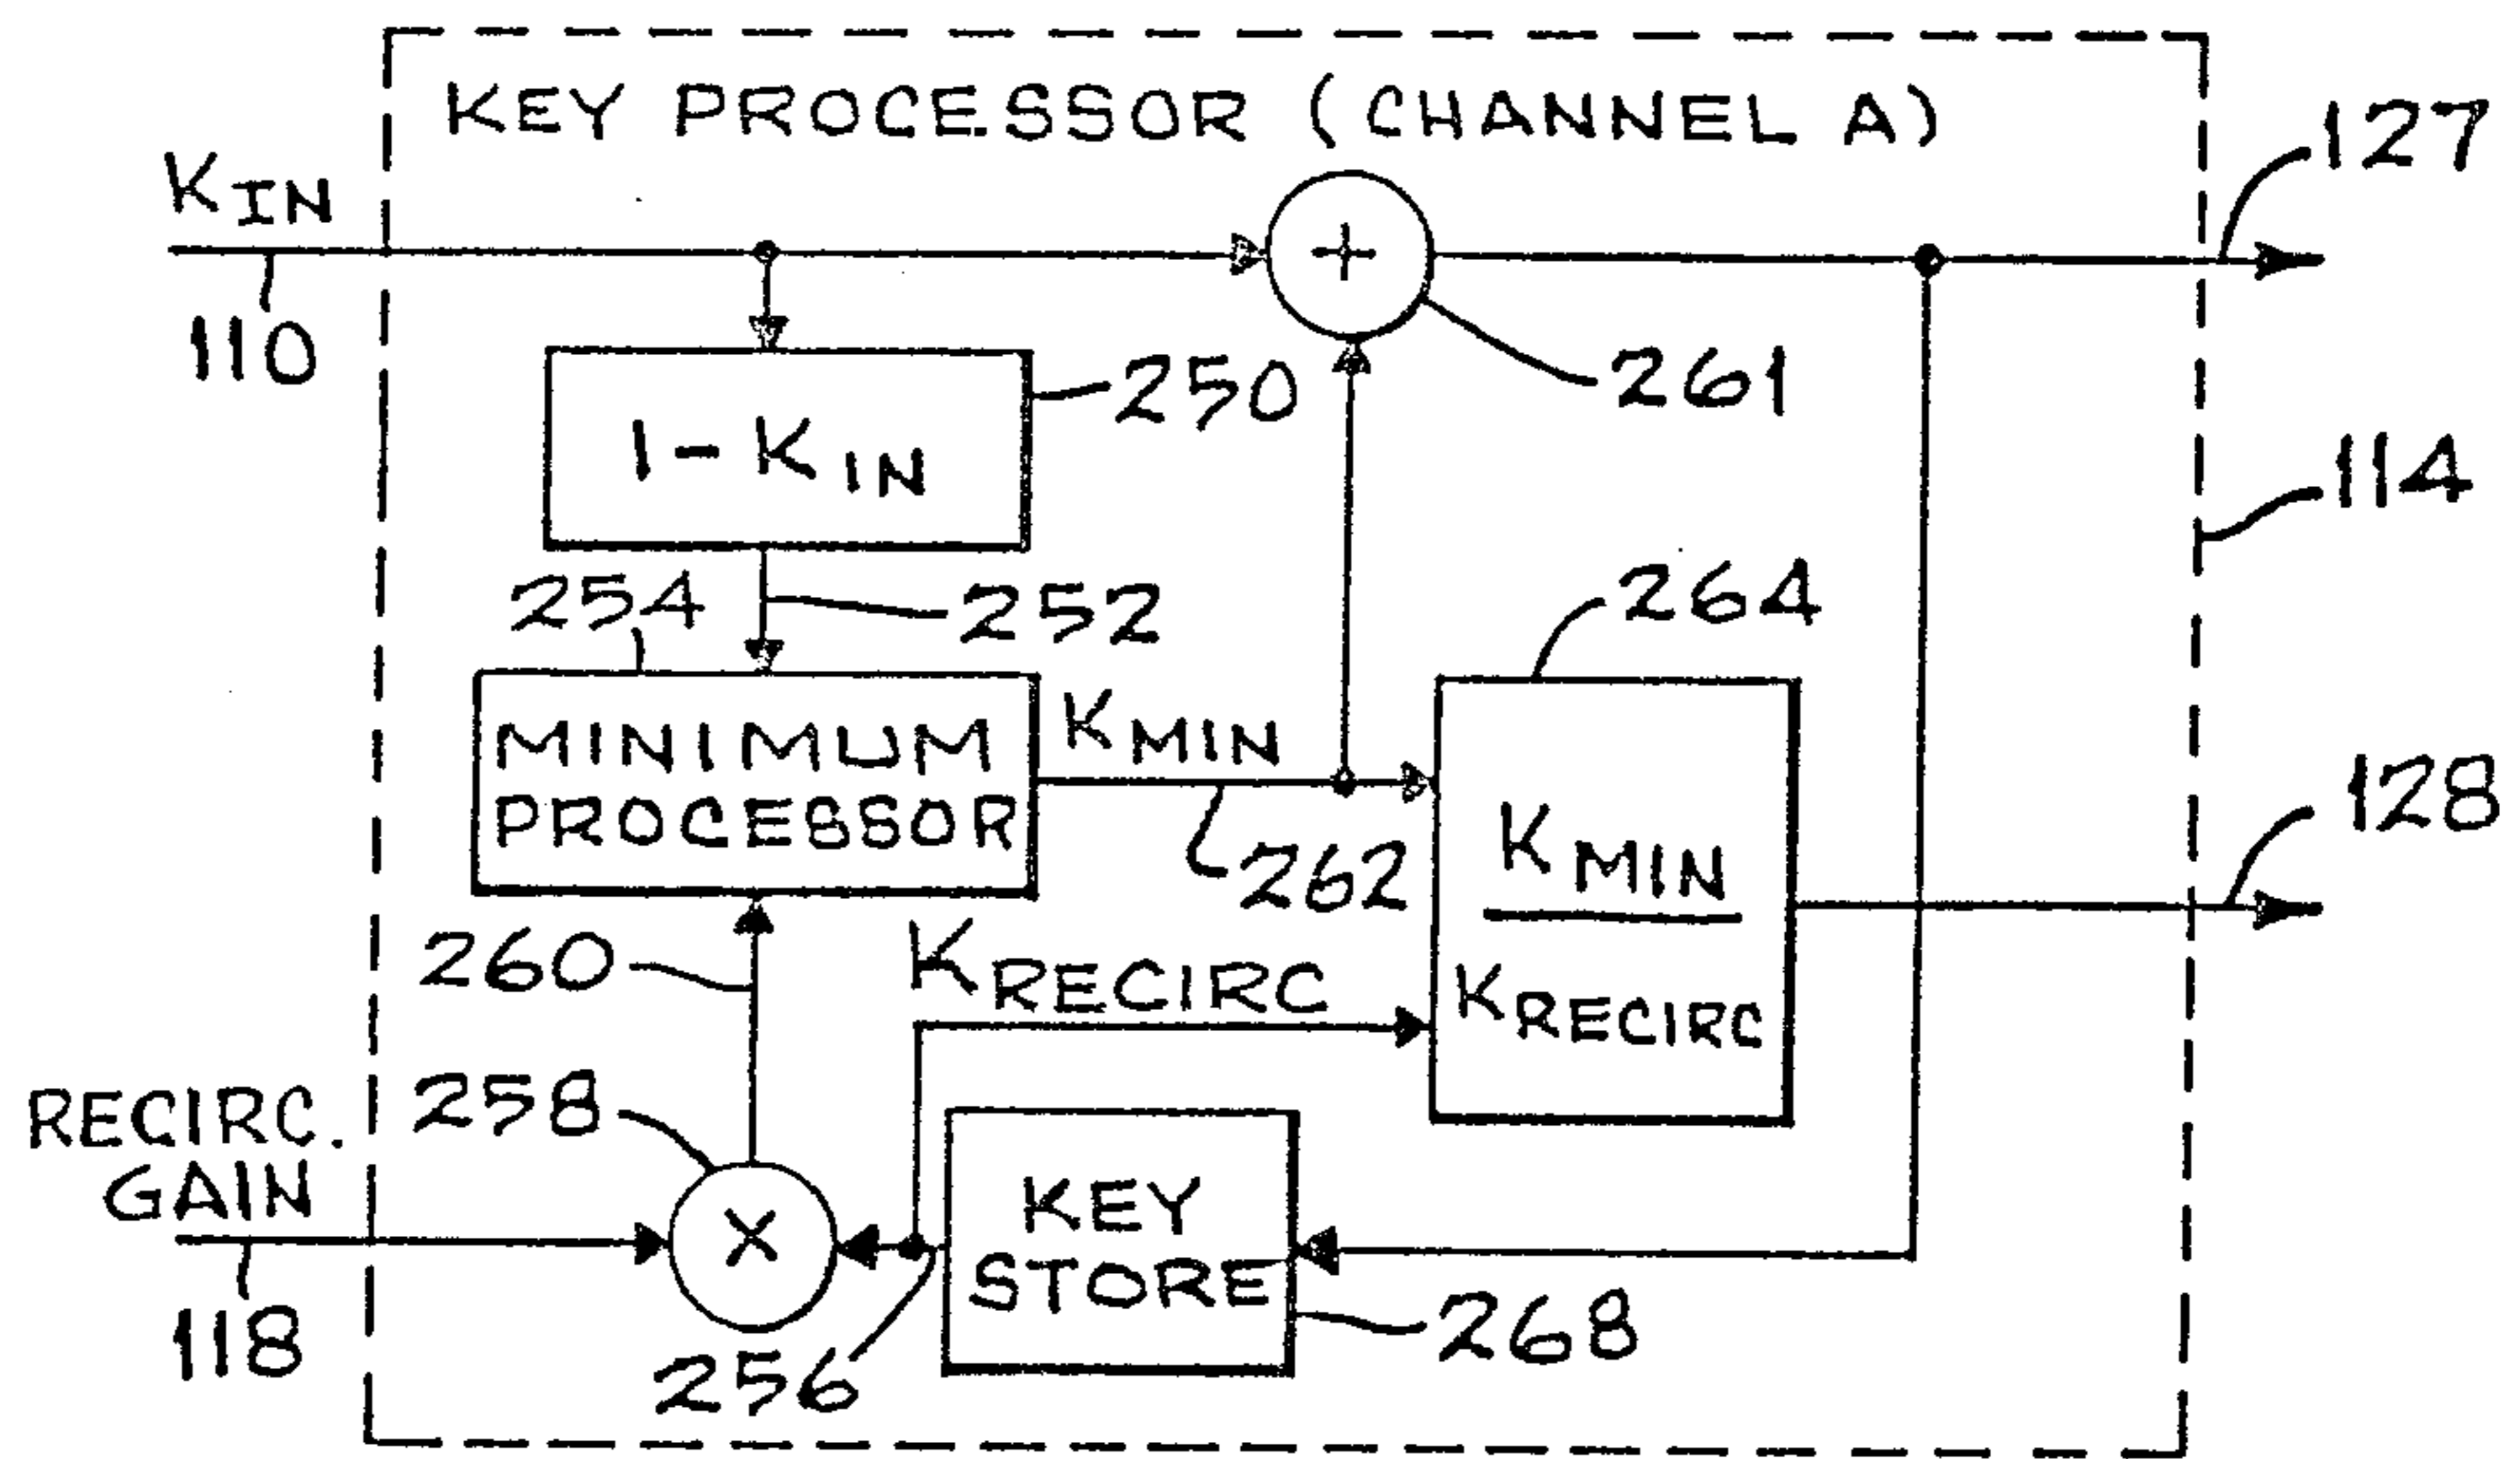 KEY PROCESSOR (CHANNEL A)
127
KIN
110
250
261
1-KIN
114
254
252
264
MINIMUM
PROCESSOR
KMIN
128
262
KMIN
260
KRECIRC
KRECIRC
258
RECIRC.
GAIN
KEY
STORE
X
+
118
256
268